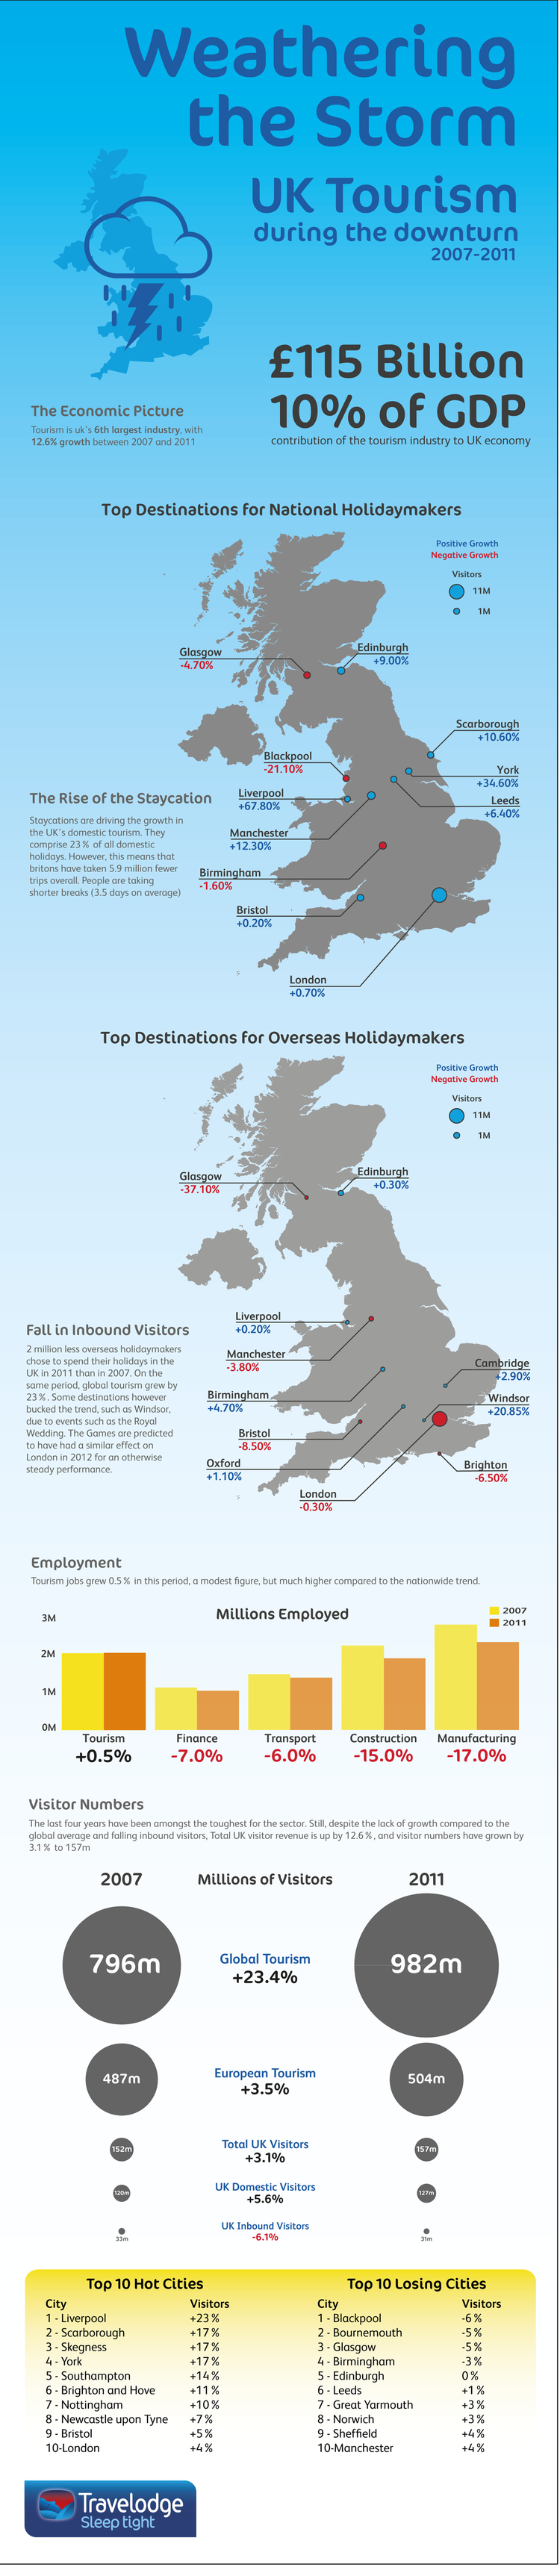 Weathering
the Storm
UK Tourism
during the downturn
2007-2011
£115 Billion
10% of GDP
contribution of the tourism industry to UK economy
The Economic Picture
Tourism is uk's 6th largest industry, with
12.6% growth between 2007 and 2011
Top Destinations for National Holidaymakers
Positive Growth
Negative Growth
Visitors
11M
1M
Glasgow
-4.70%
Edinburgh
+9.00%
Scarborough
+10.60%
Blackpool
-21.10%
York
+34.60%
Liverpool
+67.80%
Leeds
+6.40%
Manchester
+12.30%
Birmingham
-1.60%
Bristol
+0.20%
London
+0.70%
The Rise of the Staycation
Staycations are driving the growth in
the UK's domestic tourism. They
comprise 23% of all domestic
holidays. However, this means that
britons have taken 5.9 million fewer
trips overall. People are taking
shorter breaks (3.5 days on average)
Top Destinations for Overseas Holidaymakers
Positive Growth
Negative Growth
Visitors
11M
1M
Glasgow
-37.10%
Edinburgh
+0.30%
Liverpool
+0.20%
Manchester
-3.80%
Cambridge
+2.90%
Birmingham
+4.70%
Windsor
+20.85%
Bristol
-8.50%
Oxford
+1.10%
Brighton
-6.50%
London
-0.30%
Fall in Inbound Visitors
2 million less overseas holidaymakers
chose to spend their holidays in the
UK in 2011 than in 2007. On the
same period, global tourism grew by
23%. Some destinations however
bucked the trend, such as Windsor,
due to events such as the Royal
Wedding. The Games are predicted
to have had a similar effect on
London in 2012 for an otherwise
steady performance.
Employment
Tourism jobs grew 0.5% in this period, a modest figure, but much higher compared to the nationwide trend.
Millions Employed
2007
2011
3M
2M
1M
0M
Tourism
+0.5%
Finance
-7.0%
Transport
-6.0%
Construction
-15.0%
Manufacturing
-17.0%
Visitor Numbers
The last four years have been amongst the toughest for the sector. Still, despite the lack of growth compared to the
global average and falling inbound visitors, Total UK visitor revenue is up by 12.6%, and visitor numbers have grown by
3.1% to 157m
2007 Millions of Visitors 2011
796m Global Tourism +23.4% 982m
487m European Tourism +3.5% 504m
152m Total UK Visitors +3.1% 157m
120m UK Domestic Visitors +5.6% 127m
33m UK Inbound Visitors -6.1% 31m
Top 10 Hot Cities
City Visitors
1 - Liverpool +23%
2 - Scarborough +17%
3 - Skegness +17%
4 - York +17%
5 - Southampton +14%
6 - Brighton and Hove +11%
7 - Nottingham +10%
8 - Newcastle upon Tyne +7%
9 - Bristol +5%
10-London +4%
Top 10 Losing Cities
City Visitors
1 - Blackpool -6%
2 - Bournemouth -5%
3 - Glasgow -5%
4 - Birmingham -3%
5 - Edinburgh 0%
6 - Leeds +1%
7 - Great Yarmouth +3%
8 - Norwich +3%
9 - Sheffield +4%
10-Manchester +4%
Travelodge
Sleep tight